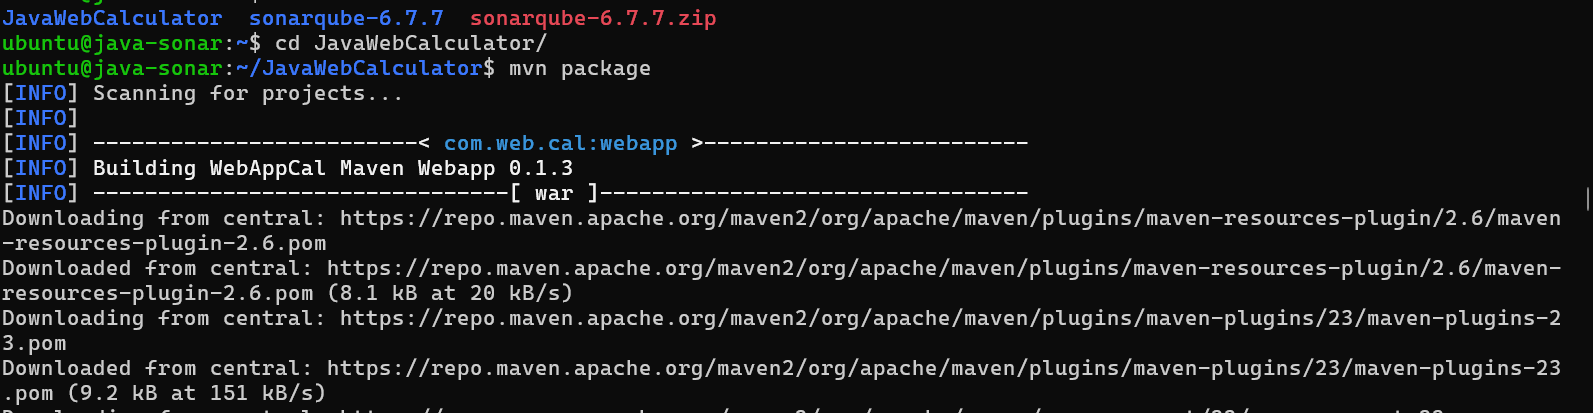 JavaWebCalculator  sonarqube-6.7.7  sonarqube-6.7.7.zip
ubuntu@java-sonar:~$ cd JavaWebCalculator/
ubuntu@java-sonar:~/JavaWebCalculator$ mvn package
[INFO] Scanning for projects...
[INFO]
[INFO] -------------------------< com.web.cal:webapp >-------------------------
[INFO] Building WebAppCal Maven Webapp 0.1.3
[INFO] --------------------------------[ war ]---------------------------------
Downloading from central: https://repo.maven.apache.org/maven2/org/apache/maven/plugins/maven-resources-plugin/2.6/maven
-resources-plugin-2.6.pom
Downloaded from central: https://repo.maven.apache.org/maven2/org/apache/maven/plugins/maven-resources-plugin/2.6/maven-
resources-plugin-2.6.pom (8.1 kB at 20 kB/s)
Downloading from central: https://repo.maven.apache.org/maven2/org/apache/maven/plugins/maven-plugins/23/maven-plugins-2
3.pom
Downloaded from central: https://repo.maven.apache.org/maven2/org/apache/maven/plugins/maven-plugins/23/maven-plugins-23
.pom (9.2 kB at 151 kB/s)